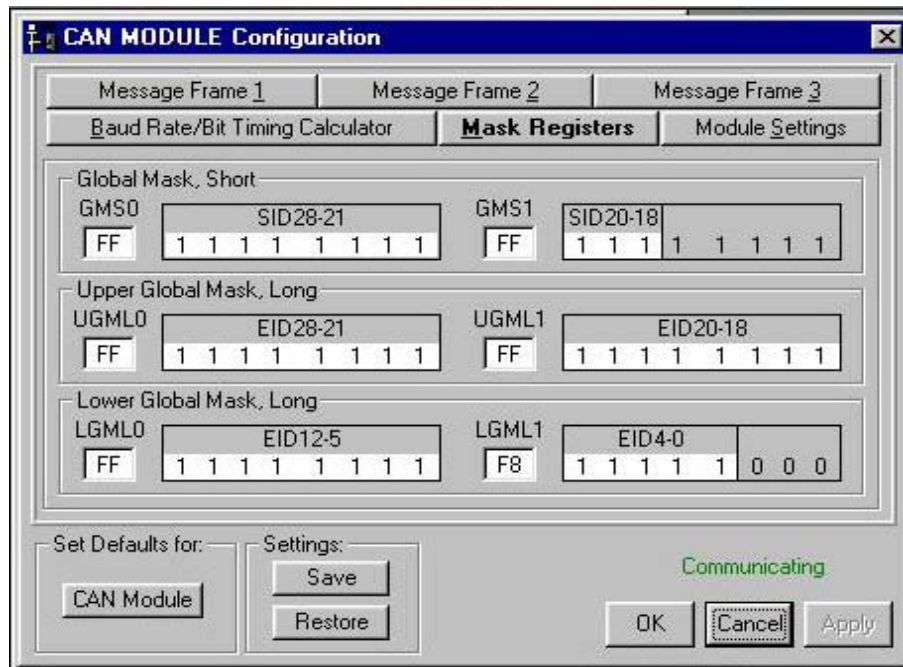 CAN MODULE Configuration
Message Frame 1 Message Frame 2 Message Frame 3
Baud Rate/Bit Timing Calculator Mask Registers Module Settings
Global Mask, Short
GMS0 SID28-21 GMS1 SID20-18
FF 1 1 1 1 1 1 1 1 FF 1 1 1 1 1 1 1 1
Upper Global Mask, Long
UGML0 EID28-21 UGML1 EID20-18
FF 1 1 1 1 1 1 1 1 FF 1 1 1 1 1 1 1 1
Lower Global Mask, Long
LGML0 EID12-5 LGML1 EID4-0
FF 1 1 1 1 1 1 1 1 F8 1 1 1 1 1 0 0 0
Set Defaults for: Settings:
Communicating
CAN Module Save
Restore OK Cancel Apply